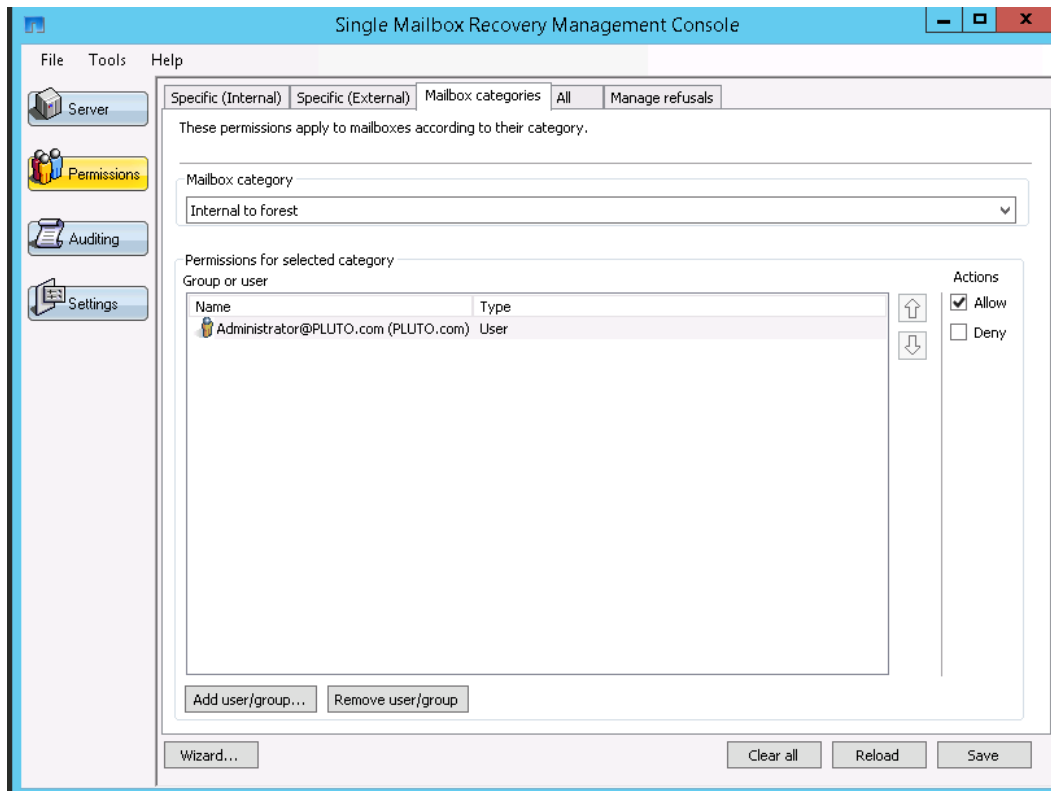 Single Mailbox Recovery Management Console
File Tools Help
Server
Permissions
Auditing
Settings
Specific (Internal) Specific (External) Mailbox categories All Manage refusals
These permissions apply to mailboxes according to their category.
Mailbox category
Internal to forest
Permissions for selected category
Group or user
Actions
Name Type
Allow
Administrator@PLUTO.com (PLUTO.com) User
Deny
Add user/group... Remove user/group
Wizard... Clear all Reload Save